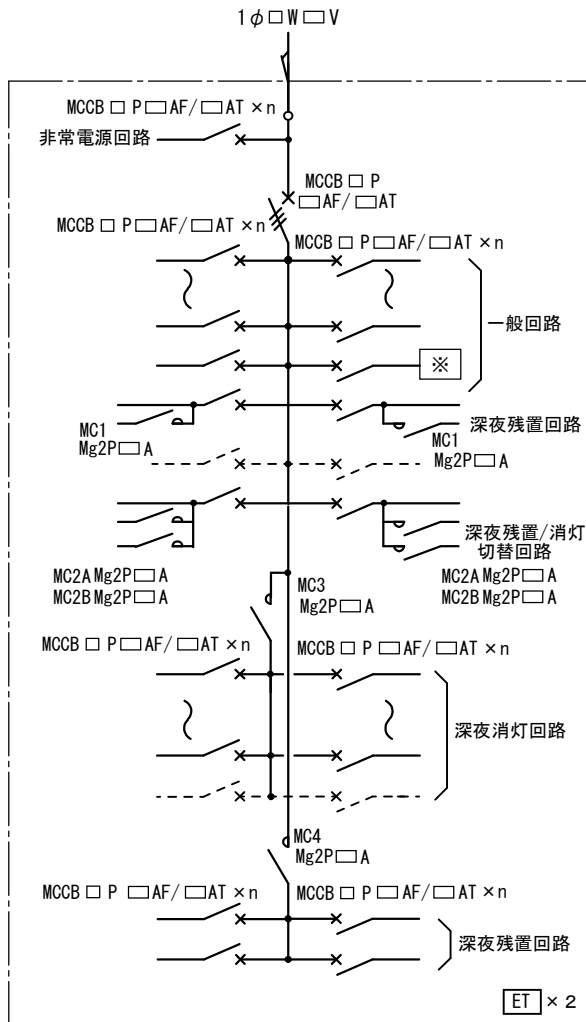 1φ□W□V
MCCB□P□AF/□AT×n
非常電源回路
MCCB□P
□AF/□AT
MCCB□P□AF/□AT×n
MCCB□P□AF/□AT×n
一般回路
※
深夜残置回路
MC1
Mg2P□A
MC1
Mg2P□A
深夜残置/消灯
切替回路
MC2A Mg2P□A
MC2B Mg2P□A
MC2A Mg2P□A
MC2B Mg2P□A
MC3
Mg2P□A
MCCB□P□AF/□AT×n
MCCB□P□AF/□AT×n
深夜消灯回路
MC4
Mg2P□A
MCCB□P□AF/□AT×n
MCCB□P□AF/□AT×n
深夜残置回路
ET×2